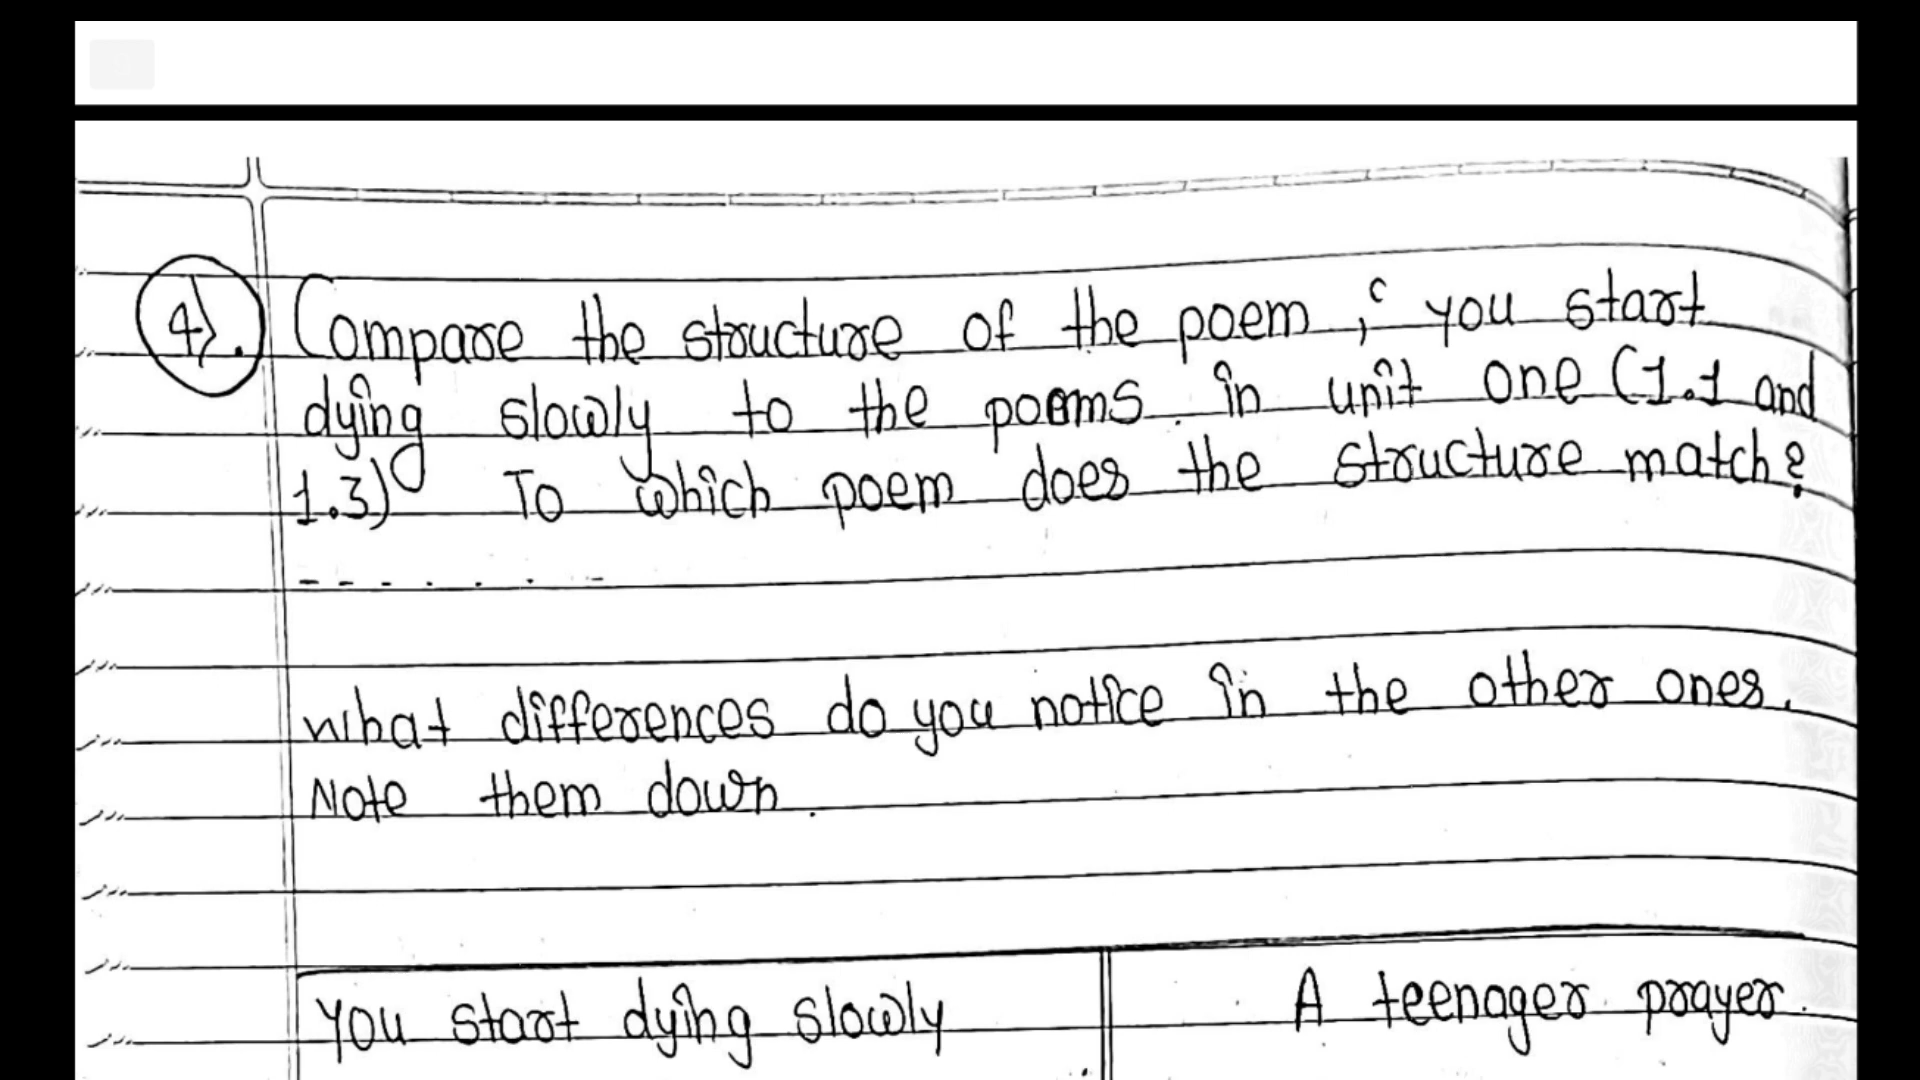 4). Compare the structure of the poem, ‘ you start
dying slowly to the poems in unit one (1.1 and
1.3) To which poem does the structure match?
- - - - - - -
what differences do you notice in the other ones.
Note them down.
You start dying slowly
A teenager prayer.